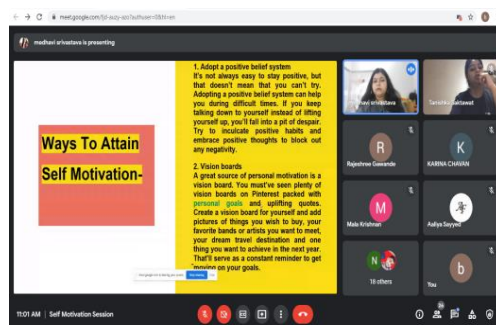 meet.google.com/
medhavi srivastava is presenting
Ways To Attain
Self Motivation-
1. Adopt a positive belief system
It's not always easy to stay positive, but
that doesn't mean that you can't try.
Adopting a positive belief system can help
you during difficult times. If you keep
talking down to yourself instead of lifting
yourself up, you'll fall into a pit of despair.
Try to inculcate positive habits and
embrace positive thoughts to block out
any negativity.
2. Vision boards
A great source of personal motivation is a
vision board. You must've seen plenty of
vision boards on Pinterest packed with
personal goals and uplifting quotes.
Create a vision board for yourself and add
pictures of things you wish to buy, your
favorite bands or artists you want to meet,
your dream travel destination and one
thing you want to achieve in the next year.
That'll serve as a constant reminder to get
moving on your goals.
medhavi srivastava
Tanishka Saktawat
R
Rajeshree Gawande
K
KARINA CHAVAN
M
Mala Krishnan
Aaliya Sayyed
N
18 others
b
You
11:01 AM | Self Motivation Session